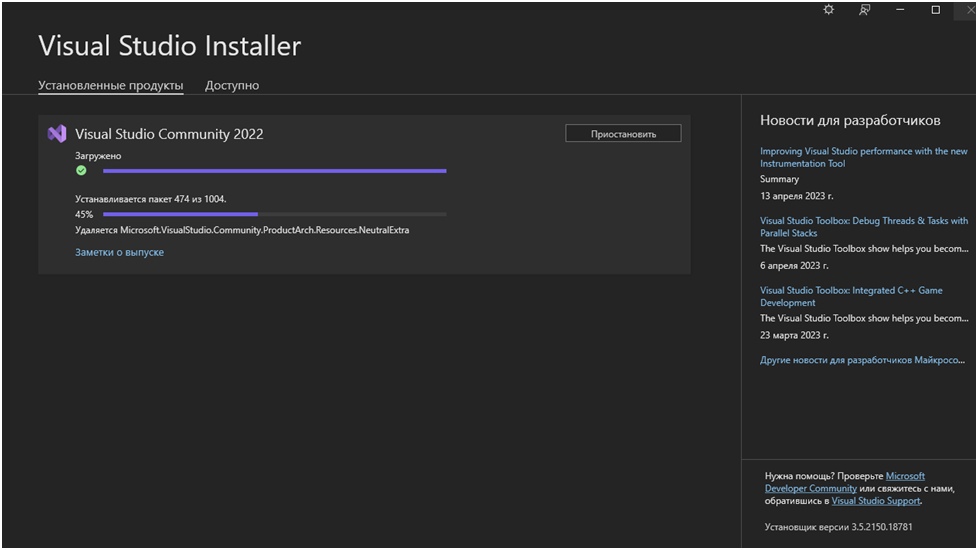 Visual Studio Installer
Установленные продукты
Доступно
Visual Studio Community 2022
Приостановить
Загружено
Устанавливается пакет 474 из 1004.
45%
Удаляется Microsoft.VisualStudio.Community.ProductArch.Resources.NeutralExtra
Заметки о выпуске
Новости для разработчиков
Improving Visual Studio performance with the new
Instrumentation Tool
Summary
13 апреля 2023 г.
Visual Studio Toolbox: Debug Threads & Tasks with
Parallel Stacks
The Visual Studio Toolbox show helps you becom...
6 апреля 2023 г.
Visual Studio Toolbox: Integrated C++ Game
Development
The Visual Studio Toolbox show helps you becom...
23 марта 2023 г.
Другие новости для разработчиков Майкросо...
Нужна помощь? Проверьте Microsoft
Developer Community или свяжитесь с нами,
обратившись в Visual Studio Support.
Установщик версии 3.5.2150.18781